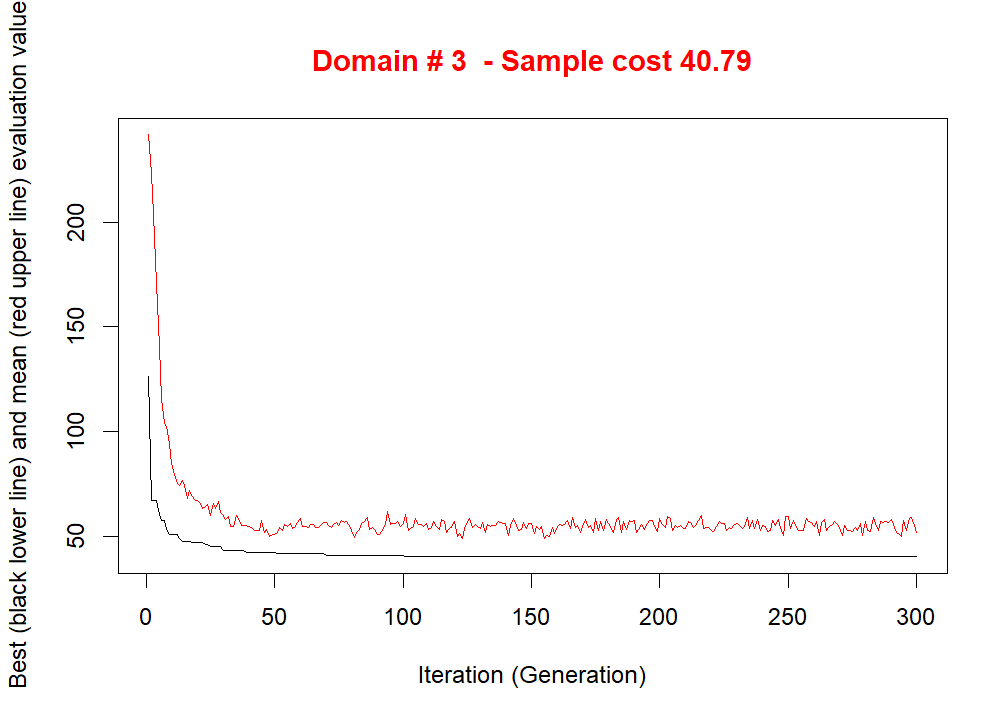 Domain # 3  - Sample cost 40.79
Best (black lower line) and mean (red upper line) evaluation value
200
150
100
50
0 50 100 150 200 250 300
Iteration (Generation)